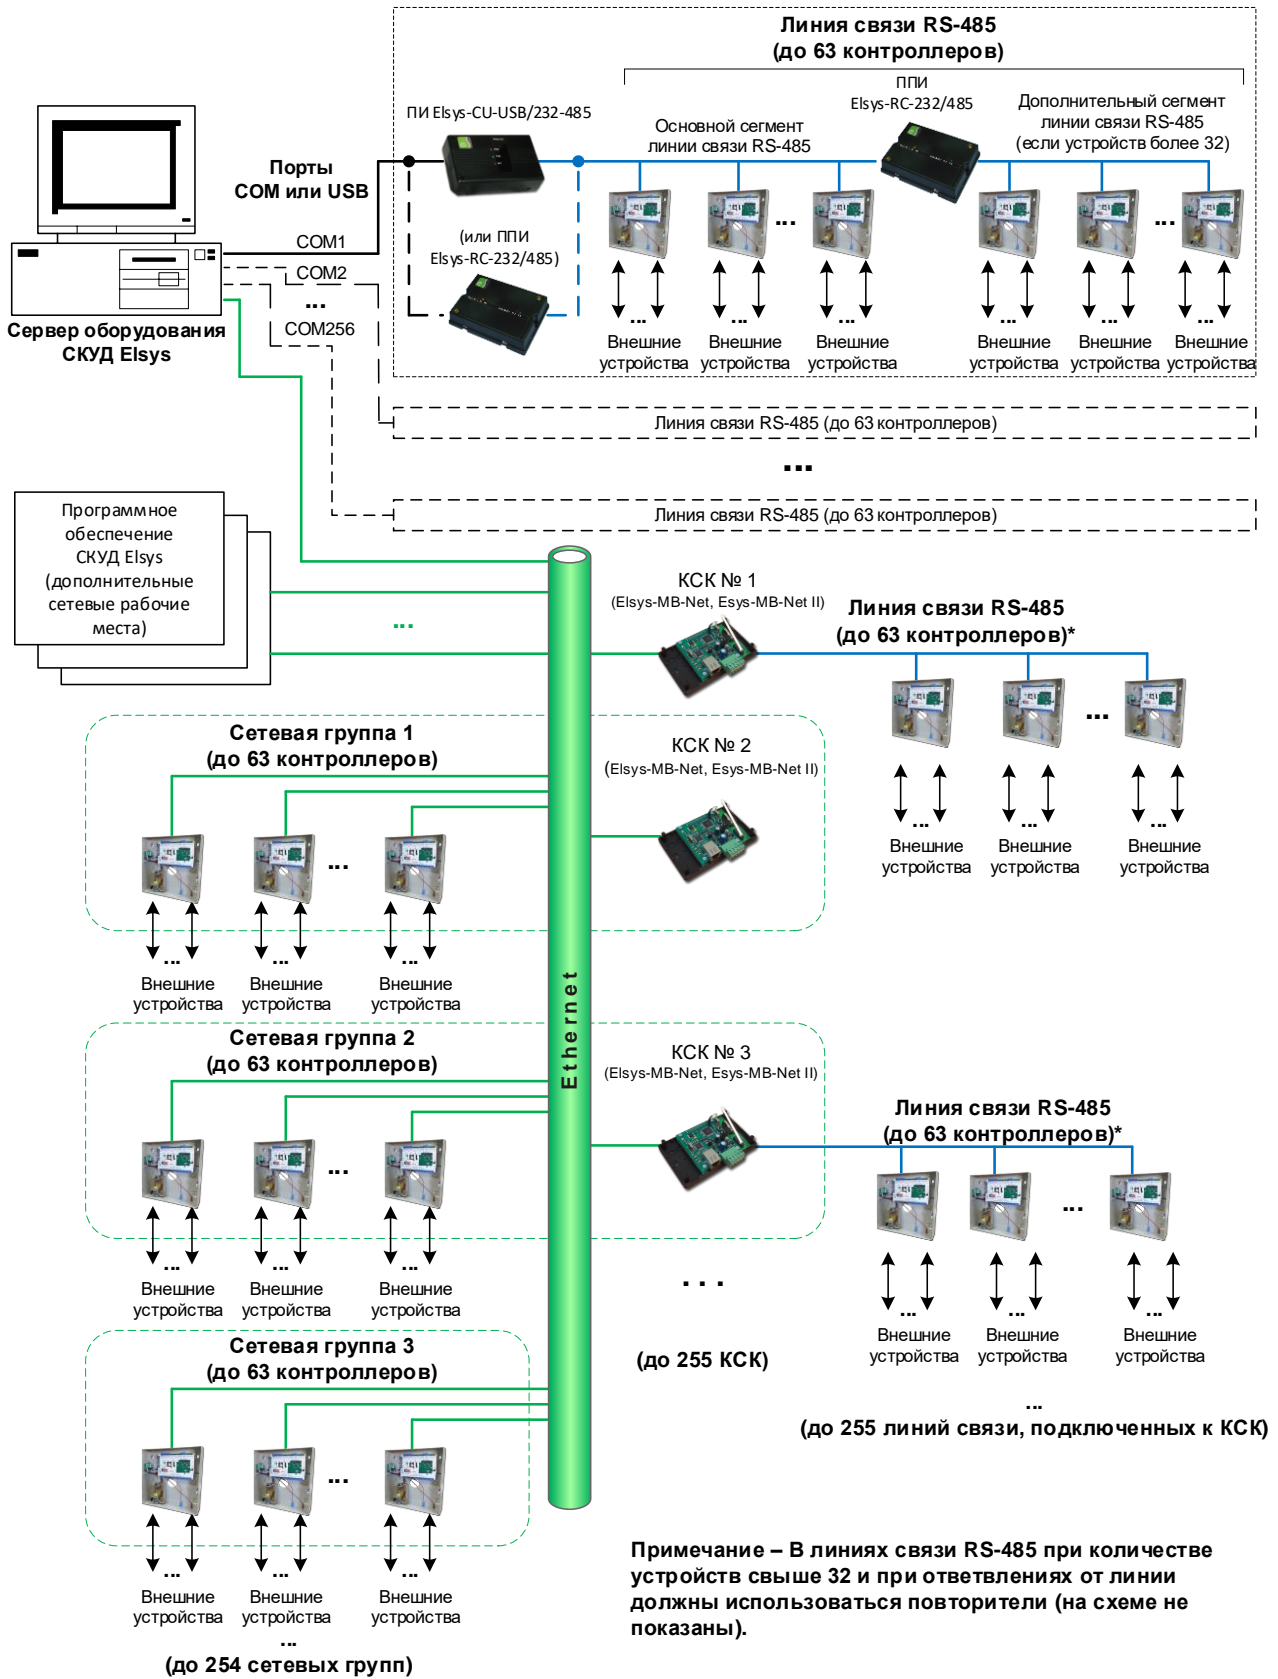 Линия связи RS-485
(до 63 контроллеров)
ППИ
Elsys-RC-232/485
ПИ Elsys-CU-USB/232-485
Основной сегмент
линии связи RS-485
Дополнительный сегмент
линии связи RS-485
(если устройств более 32)
Порты
COM или USB
COM1
COM2
...
COM256
(или ППИ
Elsys-RC-232/485)
...
...
Сервер оборудования
СКУД Elsys
...
...
...
...
...
...
Внешние
устройства
Внешние
устройства
Внешние
устройства
Внешние
устройства
Внешние
устройства
Внешние
устройства
Линия связи RS-485 (до 63 контроллеров)
...
Линия связи RS-485 (до 63 контроллеров)
Программное
обеспечение
СКУД Elsys
(дополнительные
сетевые рабочие
места)
...
Ethernet
КСК № 1
(Elsys-MB-Net, Esys-MB-Net II)
Линия связи RS-485
(до 63 контроллеров)*
...
...
...
...
Внешние
устройства
Внешние
устройства
Внешние
устройства
Сетевая группа 1
(до 63 контроллеров)
КСК № 2
(Elsys-MB-Net, Esys-MB-Net II)
...
...
...
...
Внешние
устройства
Внешние
устройства
Внешние
устройства
Сетевая группа 2
(до 63 контроллеров)
КСК № 3
(Elsys-MB-Net, Esys-MB-Net II)
Линия связи RS-485
(до 63 контроллеров)*
...
...
...
...
Внешние
устройства
Внешние
устройства
Внешние
устройства
...
...
...
...
Внешние
устройства
Внешние
устройства
Внешние
устройства
. . .
(до 255 КСК)
...
(до 255 линий связи, подключенных к КСК)
Сетевая группа 3
(до 63 контроллеров)
...
...
...
...
Внешние
устройства
Внешние
устройства
Внешние
устройства
...
(до 254 сетевых групп)
Примечание – В линиях связи RS-485 при количестве
устройств свыше 32 и при ответвлениях от линии
должны использоваться повторители (на схеме не
показаны).